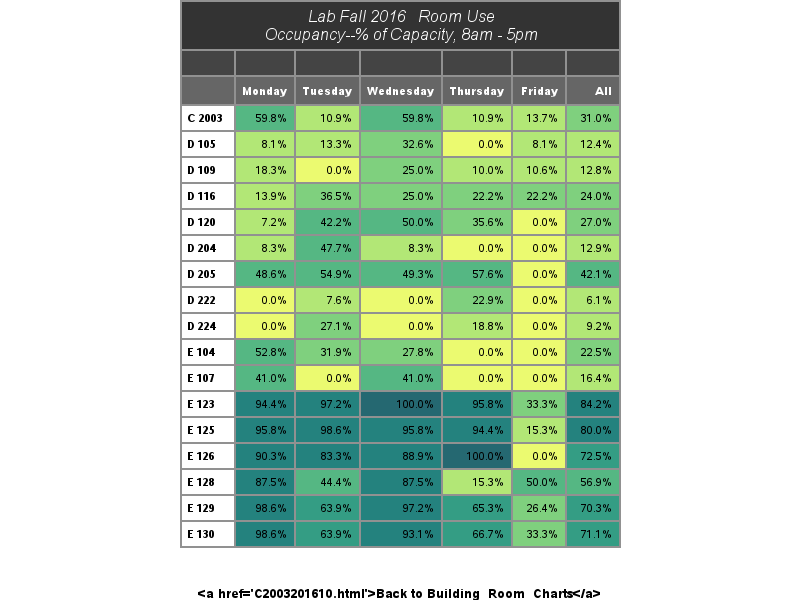 Lab Fall 2016 Room Use
Occupancy--% of Capacity, 8am - 5pm
Monday Tuesday Wednesday Thursday Friday All
C 2003 59.8% 10.9% 59.8% 10.9% 13.7% 31.0%
D 105 8.1% 13.3% 32.6% 0.0% 8.1% 12.4%
D 109 18.3% 0.0% 25.0% 10.0% 10.6% 12.8%
D 116 13.9% 36.5% 25.0% 22.2% 22.2% 24.0%
D 120 7.2% 42.2% 50.0% 35.6% 0.0% 27.0%
D 204 8.3% 47.7% 8.3% 0.0% 0.0% 12.9%
D 205 48.6% 54.9% 49.3% 57.6% 0.0% 42.1%
D 222 0.0% 7.6% 0.0% 22.9% 0.0% 6.1%
D 224 0.0% 27.1% 0.0% 18.8% 0.0% 9.2%
E 104 52.8% 31.9% 27.8% 0.0% 0.0% 22.5%
E 107 41.0% 0.0% 41.0% 0.0% 0.0% 16.4%
E 123 94.4% 97.2% 100.0% 95.8% 33.3% 84.2%
E 125 95.8% 98.6% 95.8% 94.4% 15.3% 80.0%
E 126 90.3% 83.3% 88.9% 100.0% 0.0% 72.5%
E 128 87.5% 44.4% 87.5% 15.3% 50.0% 56.9%
E 129 98.6% 63.9% 97.2% 65.3% 26.4% 70.3%
E 130 98.6% 63.9% 93.1% 66.7% 33.3% 71.1%
<a href='C2003201610.html'>Back to Building Room Charts</a>